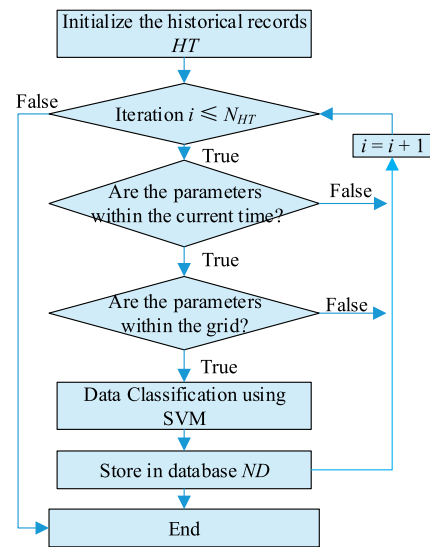 Initialize the historical records
HT
False
Iteration i ⩽ N_HT
i = i + 1
True
Are the parameters
within the current time?
False
True
Are the parameters
within the grid?
False
True
Data Classification using
SVM
Store in database ND
End